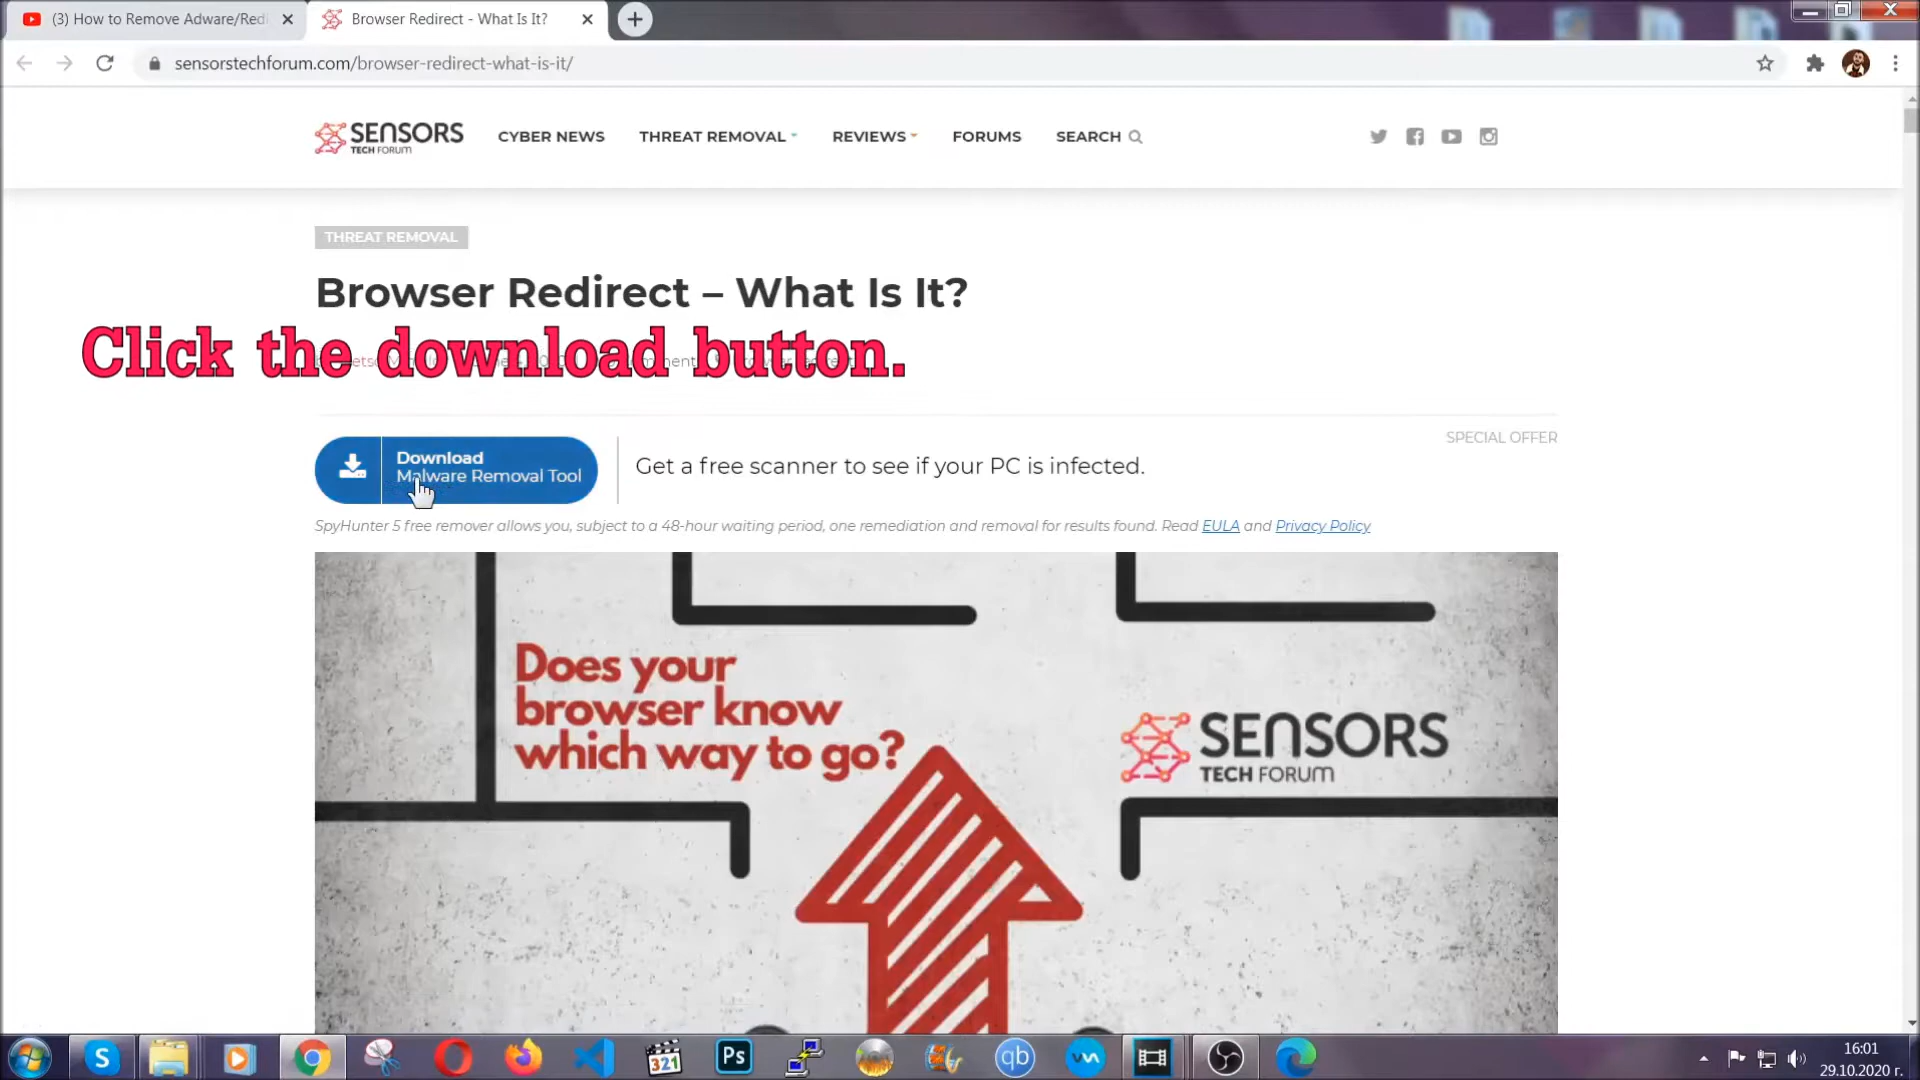 (3) How to Remove Adware/Redi
Browser Redirect - What Is It?
sensorstechforum.com/browser-redirect-what-is-it/
SENSORS
TECH FORUM
CYBER NEWS
THREAT REMOVAL
REVIEWS
FORUMS
SEARCH
THREAT REMOVAL
Browser Redirect – What Is It?
Click the download button.
SPECIAL OFFER
Download
Malware Removal Tool
Get a free scanner to see if your PC is infected.
SpyHunter 5 free remover allows you, subject to a 48-hour waiting period, one remediation and removal for results found. Read EULA and Privacy Policy
Does your
browser know
which way to go?
SENSORS
TECH FORUM
S
321
Ps
qb
16:01
29.10.2020 г.